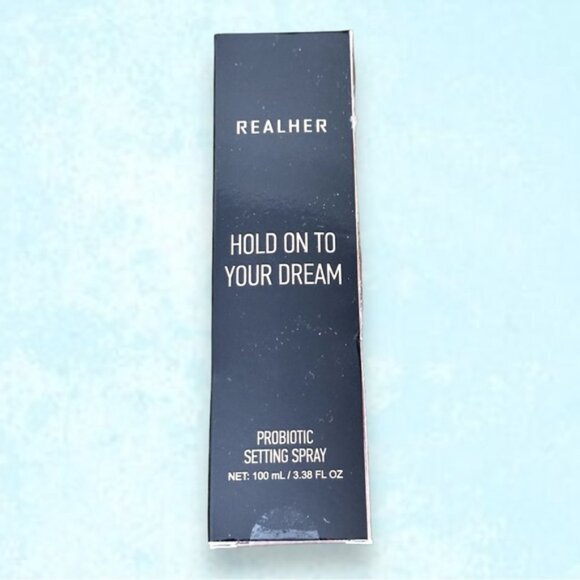 REALHER
HOLD ON TO
YOUR DREAM
PROBIOTIC
SETTING SPRAY
NET: 100 mL / 3.38 FL OZ